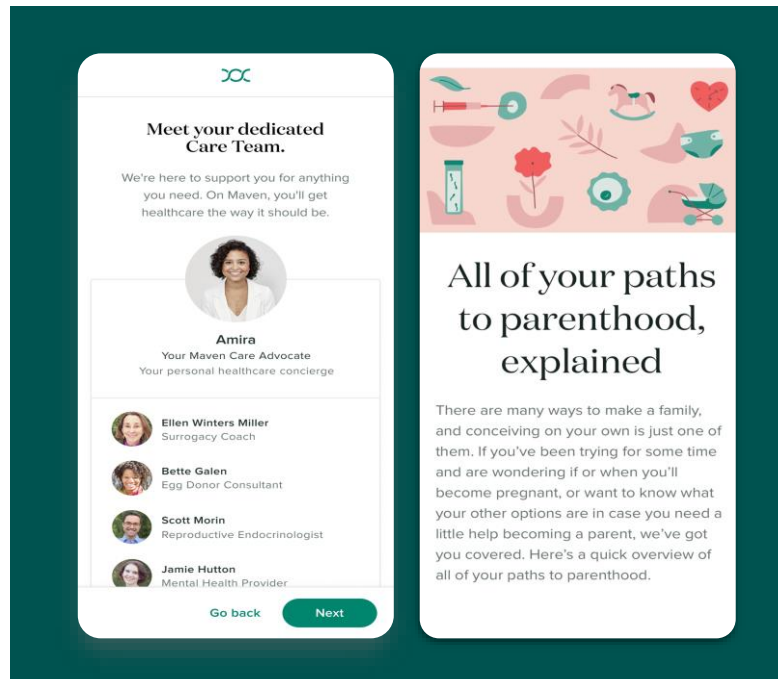 Meet your dedicated
Care Team.
We're here to support you for anything
you need. On Maven, you'll get
healthcare the way it should be.
Amira
Your Maven Care Advocate
Your personal healthcare concierge
Ellen Winters Miller
Surrogacy Coach
Bette Galen
Egg Donor Consultant
Scott Morin
Reproductive Endocrinologist
Jamie Hutton
Mental Health Provider
Go back
Next
All of your paths
to parenthood,
explained
There are many ways to make a family,
and conceiving on your own is just one of
them. If you’ve been trying for some time
and are wondering if or when you’ll
become pregnant, or want to know what
your other options are in case you need a
little help becoming a parent, we’ve got
you covered. Here’s a quick overview of
all of your paths to parenthood.